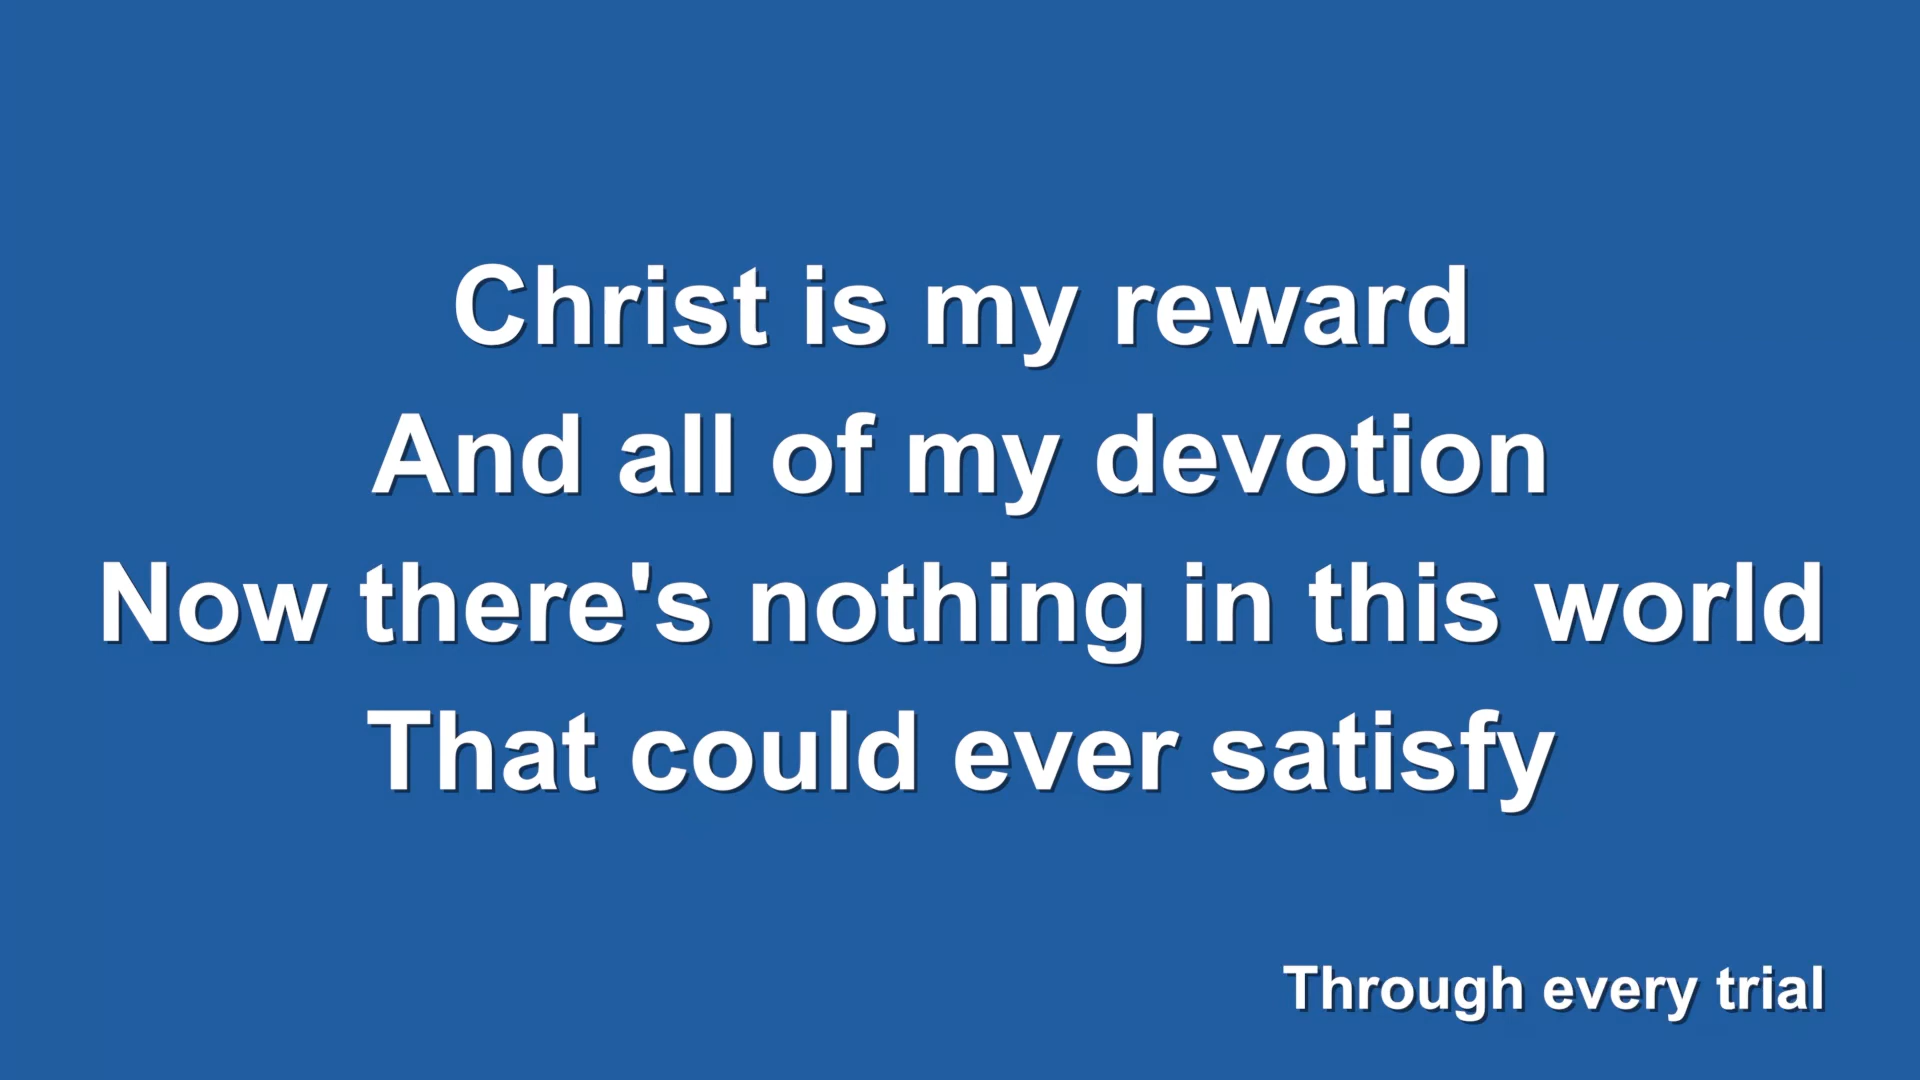 Christ is my reward
And all of my devotion
Now there's nothing in this world
That could ever satisfy
Through every trial